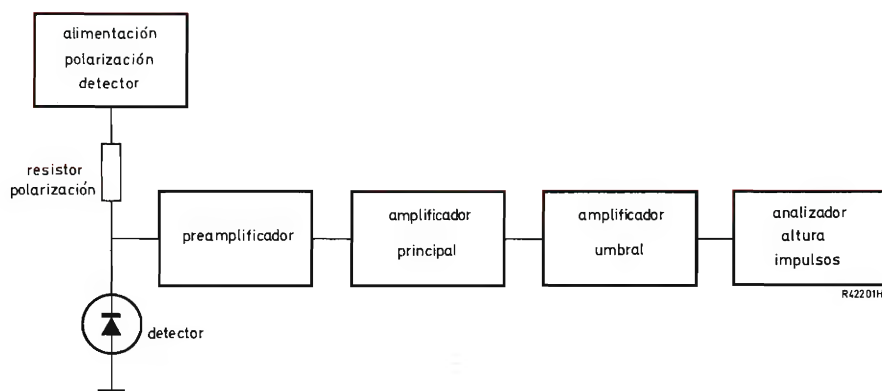 alimentación
polarización
detector
resistor
polarización
preamplificador
amplificador
principal
amplificador
umbral
analizador
altura
impulsos
R42201H
detector